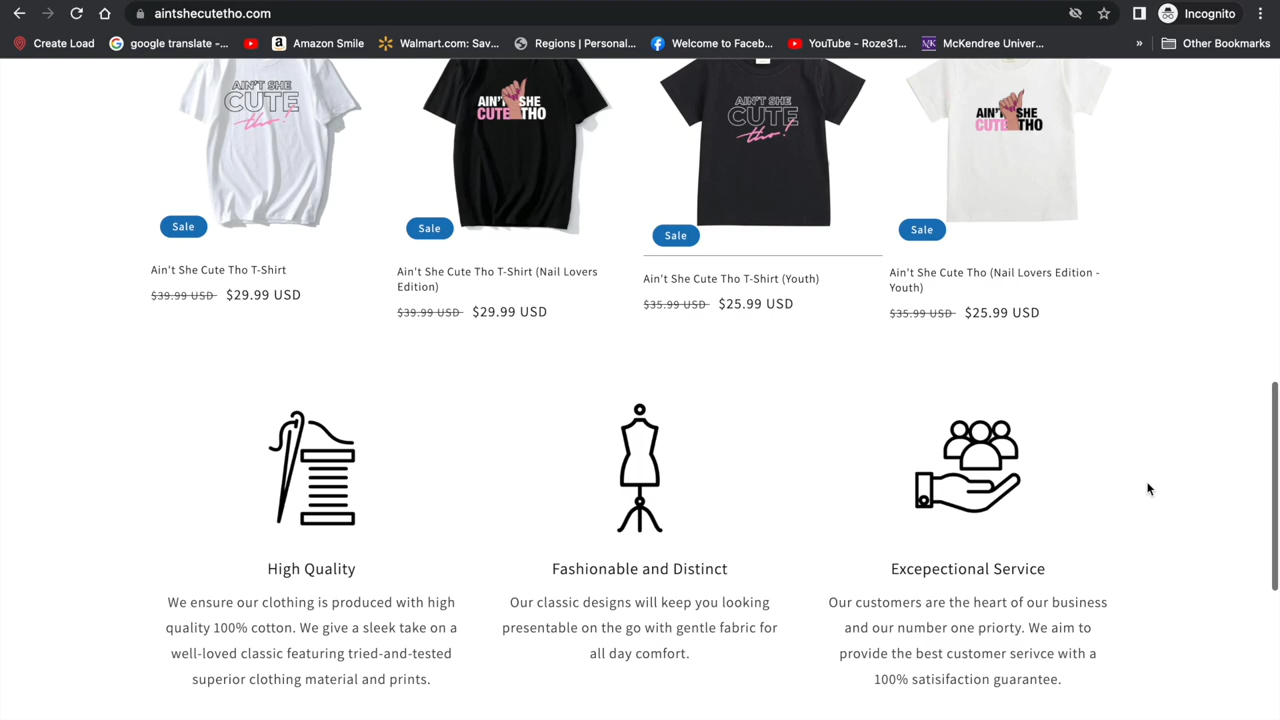 aintshecutetho.com
Incognito
Create Load
google translate -...
Amazon Smile
Walmart.com: Sav...
Regions | Personal...
Welcome to Faceb...
YouTube - Roze31...
McKendree Univer...
»
Other Bookmarks
AIN'T SHE
CUTE
tho!
AIN'T SHE
CUTE THO
AIN'T SHE
CUTE
tho!
AIN'T SHE
CUTE THO
Sale
Sale
Sale
Sale
Ain't She Cute Tho T-Shirt
$39.99 USD $29.99 USD
Ain't She Cute Tho T-Shirt (Nail Lovers
Edition)
$39.99 USD $29.99 USD
Ain't She Cute Tho T-Shirt (Youth)
$35.99 USD $25.99 USD
Ain't She Cute Tho (Nail Lovers Edition -
Youth)
$35.99 USD $25.99 USD
High Quality
We ensure our clothing is produced with high
quality 100% cotton. We give a sleek take on a
well-loved classic featuring tried-and-tested
superior clothing material and prints.
Fashionable and Distinct
Our classic designs will keep you looking
presentable on the go with gentle fabric for
all day comfort.
Excepectional Service
Our customers are the heart of our business
and our number one priorty. We aim to
provide the best customer serivce with a
100% satisifaction guarantee.